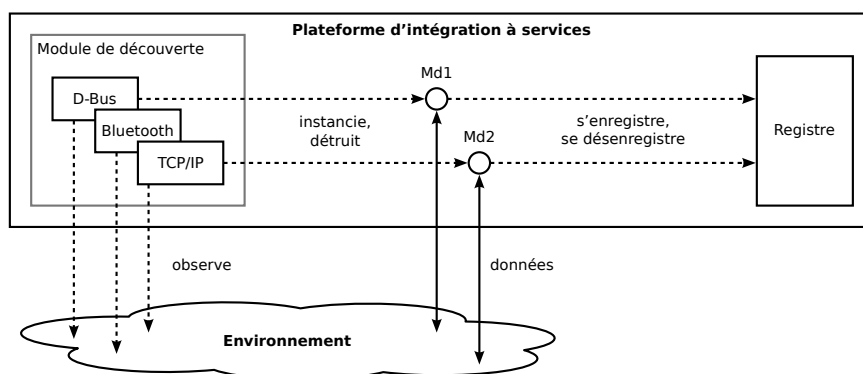 Plateforme d’intégration à services
Module de découverte
Md1
D-Bus
Bluetooth
TCP/IP
instancie,
détruit
Md2
s’enregistre,
se désenregistre
Registre
observe
données
Environnement